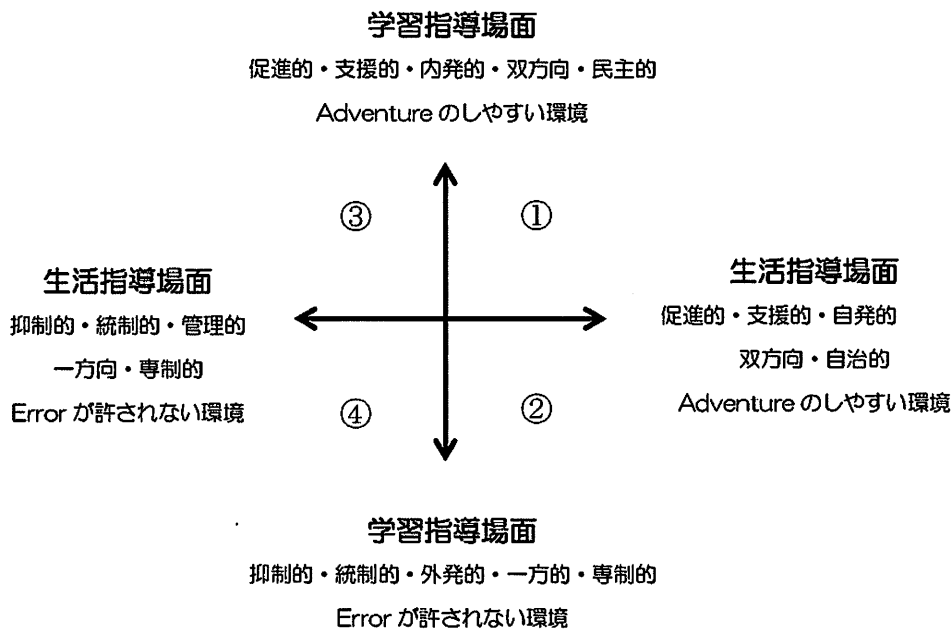 学習指導場面
促進的・支援的・内発的・双方向・民主的
Adventure のしやすい環境
③
①
生活指導場面
抑制的・統制的・管理的
一方向・専制的
Error が許されない環境
生活指導場面
促進的・支援的・自発的
双方向・自治的
Adventure のしやすい環境
④
②
学習指導場面
抑制的・統制的・外発的・一方的・専制的
Error が許されない環境